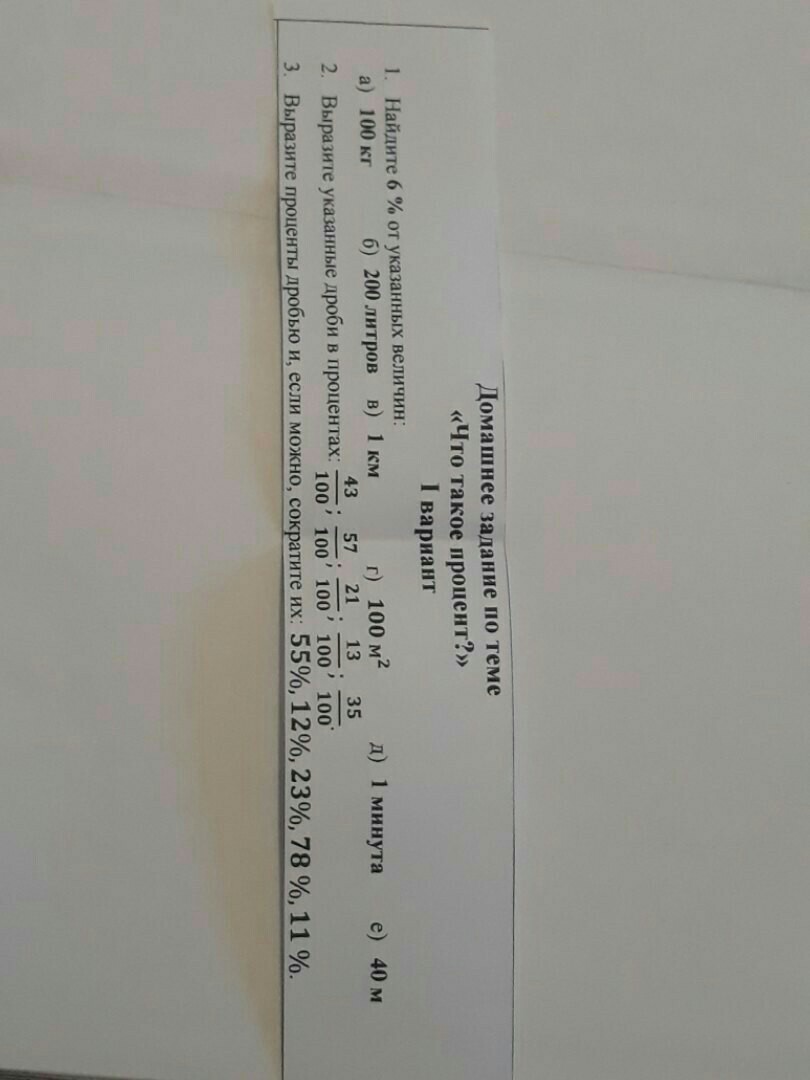 Домашнее задание по теме
«Что такое процент?»
I вариант
1. Найдите 6 % от указанных величин:
а) 100 кг б) 200 литров в) 1 км г) 100 м² д) 1 минута е) 40 м
2. Выразите указанные дроби в процентах: 43/100; 57/100; 21/100; 13/100; 35/100.
3. Выразите проценты дробью и, если можно, сократите их: 55%, 12%, 23%, 78 %, 11 %.